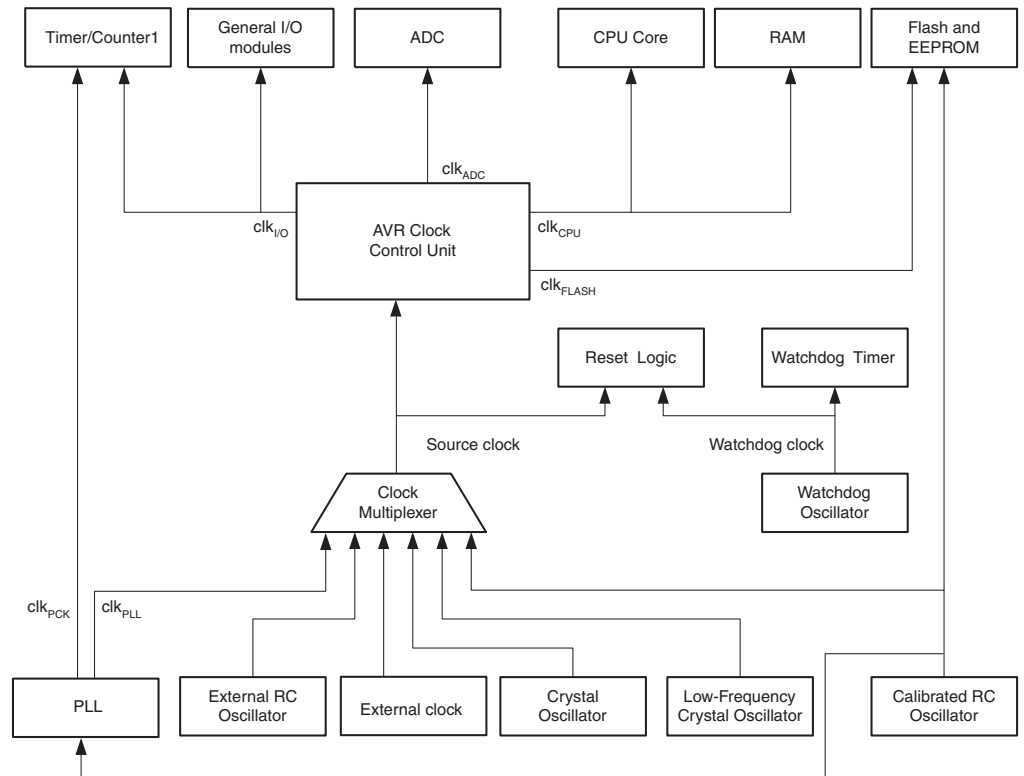 Timer/Counter1
General I/O
modules
ADC
CPU Core
RAM
Flash and
EEPROM
clkADC
clkI/O
AVR Clock
Control Unit
clkCPU
clkFLASH
Reset Logic
Watchdog Timer
Source clock
Watchdog clock
Clock
Multiplexer
Watchdog
Oscillator
clkPCK
clkPLL
PLL
External RC
Oscillator
External clock
Crystal
Oscillator
Low-Frequency
Crystal Oscillator
Calibrated RC
Oscillator